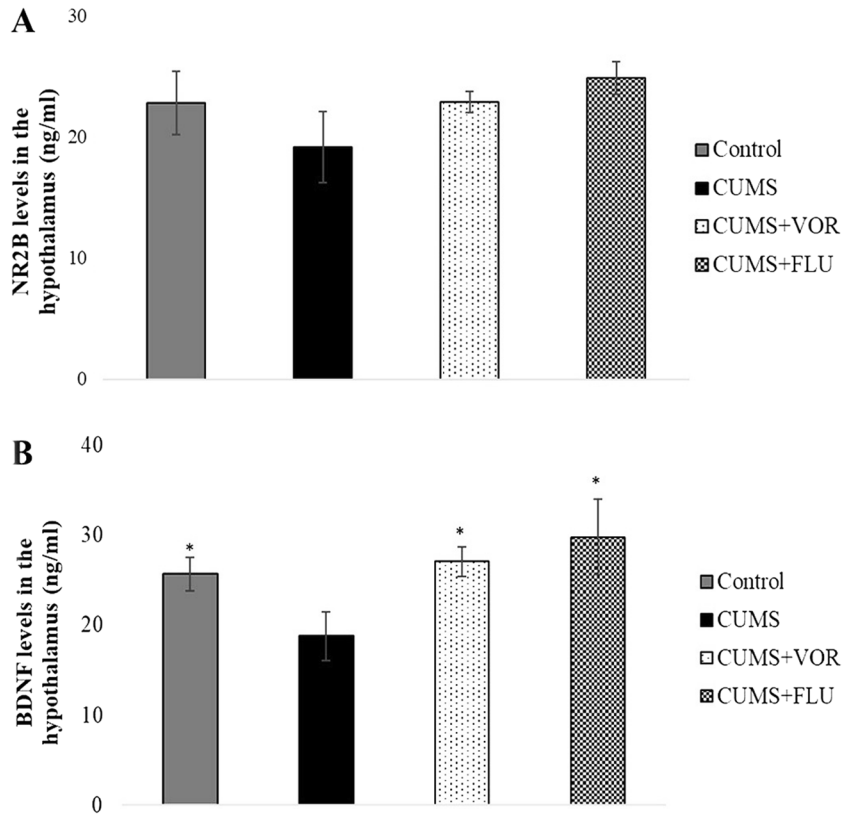 A
30
20
10
0
NR2B levels in the
hypothalamus (ng/ml)
Control
CUMS
CUMS+VOR
CUMS+FLU
B
40
30
20
10
0
BDNF levels in the
hypothalamus (ng/ml)
*
*
*
Control
CUMS
CUMS+VOR
CUMS+FLU